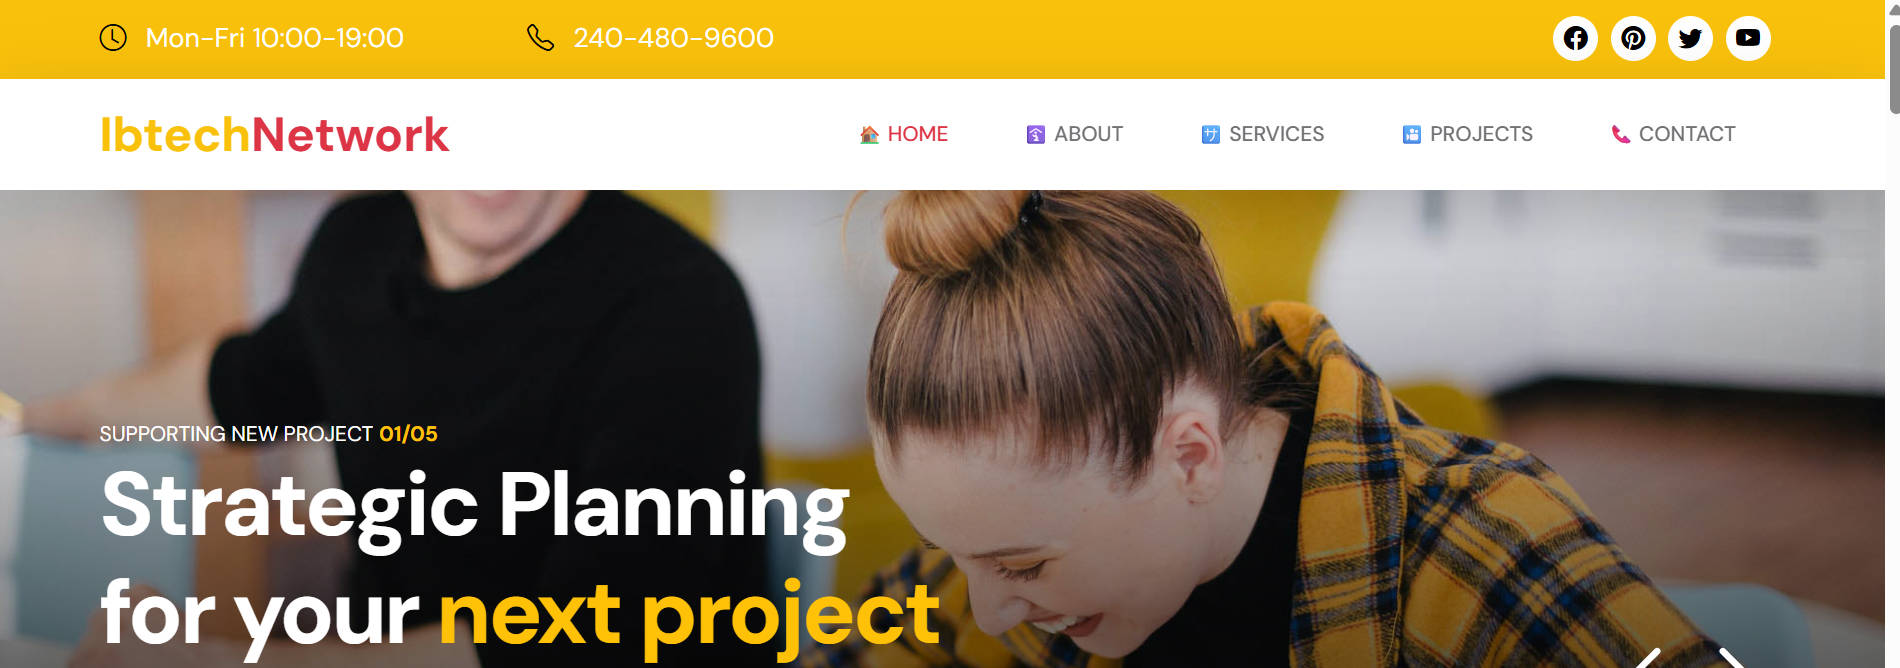 Mon-Fri 10:00-19:00
240-480-9600
IbtechNetwork
HOME
ABOUT
SERVICES
PROJECTS
CONTACT
SUPPORTING NEW PROJECT 01/05
Strategic Planning
for your next project